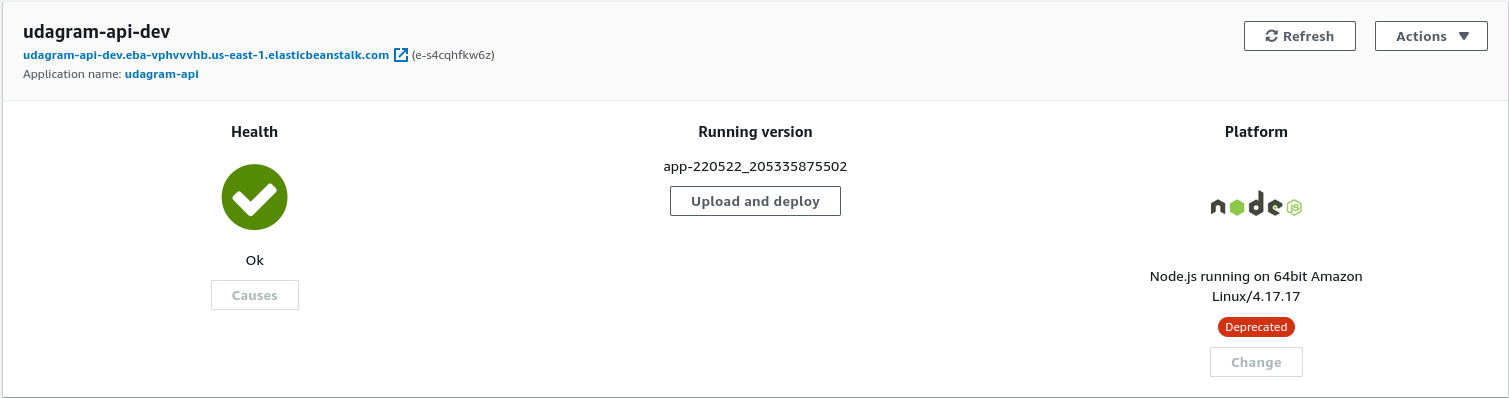 udagram-api-dev
udagram-api-dev.eba-vphvvvhb.us-east-1.elasticbeanstalk.com (e-s4cqhfkw6z)
Application name: udagram-api
Refresh
Actions
Health
Ok
Causes
Running version
app-220522_205335875502
Upload and deploy
Platform
node JS
Node.js running on 64bit Amazon
Linux/4.17.17
Deprecated
Change